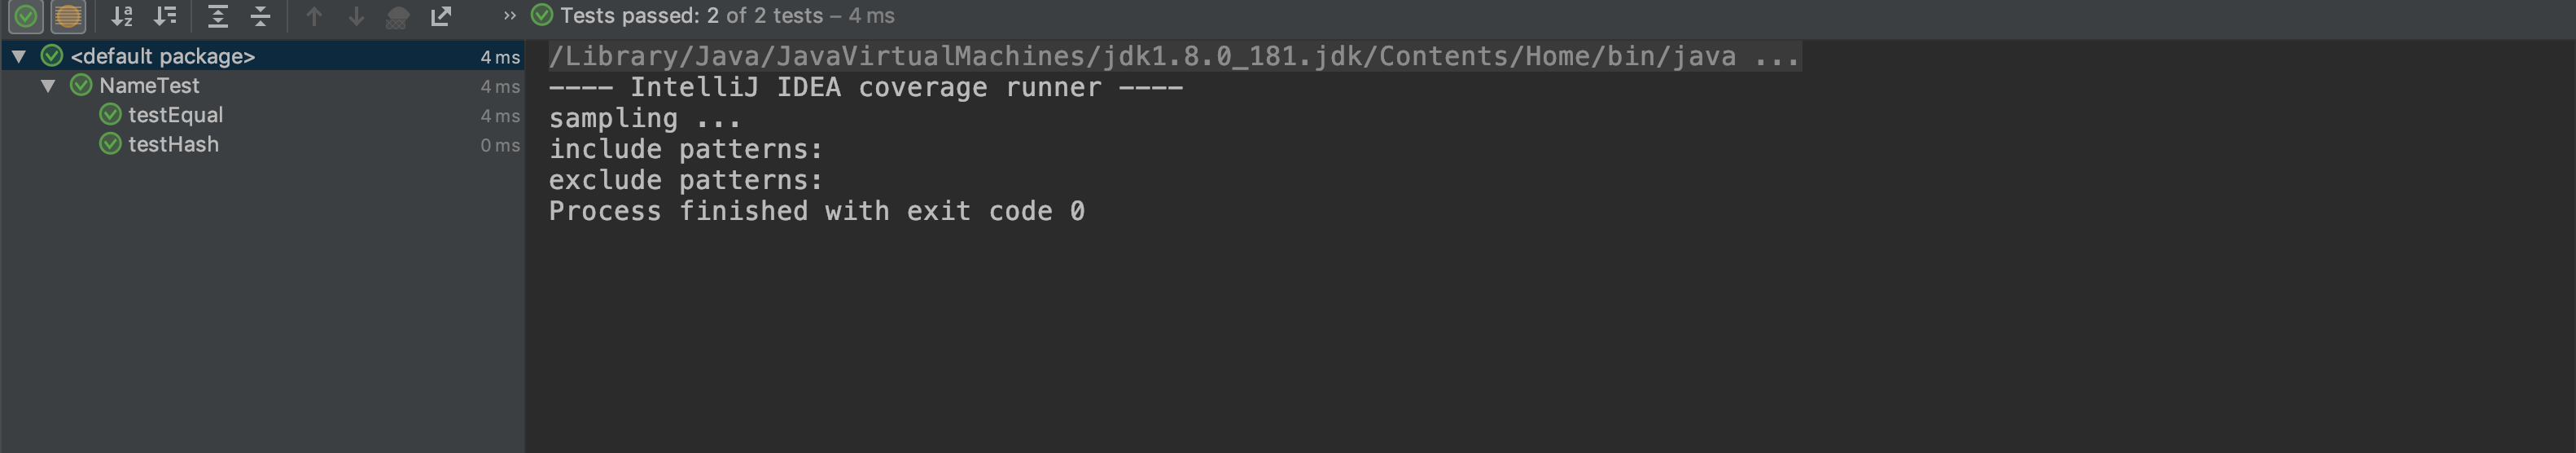 Tests passed: 2 of 2 tests – 4 ms
<default package> 4 ms
NameTest 4 ms
testEqual 4 ms
testHash 0 ms
/Library/Java/JavaVirtualMachines/jdk1.8.0_181.jdk/Contents/Home/bin/java ...
---- IntelliJ IDEA coverage runner ----
sampling ...
include patterns:
exclude patterns:
Process finished with exit code 0